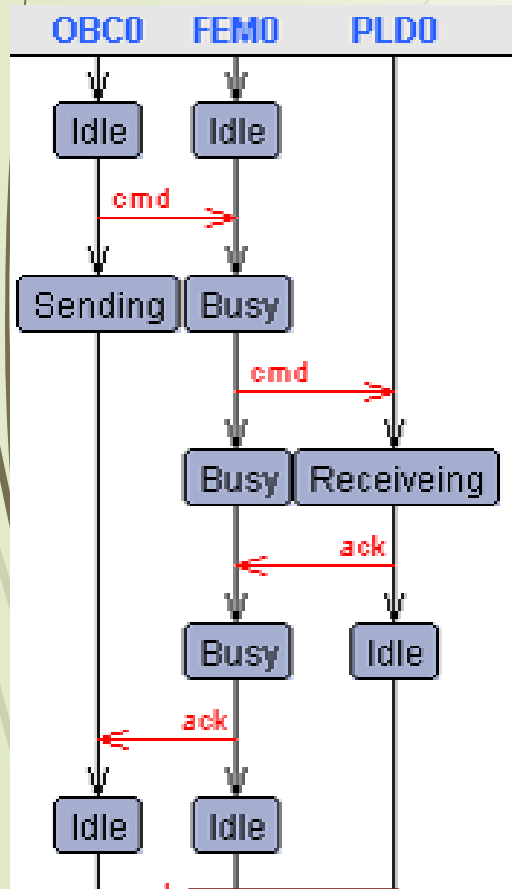 OBC0 FEM0 PLD0
Idle Idle
cmd
Sending Busy
cmd
Busy Receiveing
ack
Busy Idle
ack
Idle Idle